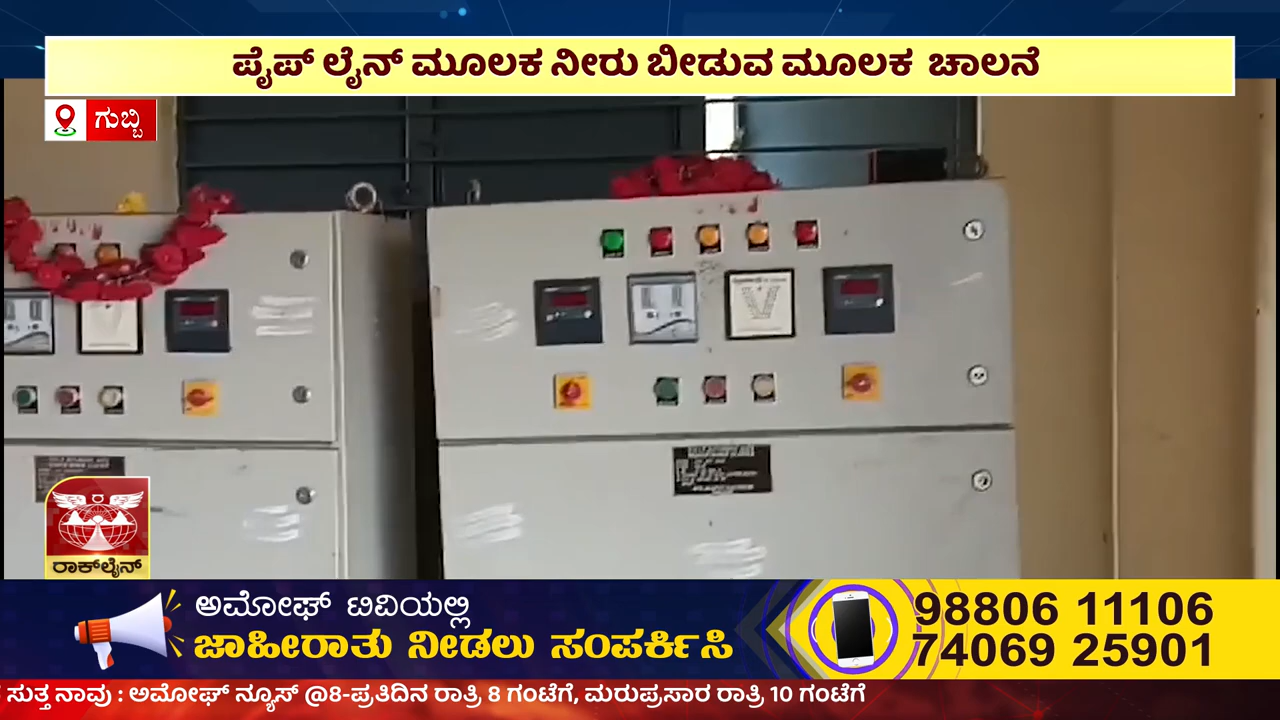 ಪೈಪ್ ಲೈನ್ ಮೂಲಕ ನೀರು ಬೀಡುವ ಮೂಲಕ ಚಾಲನೆ
ಗುಬ್ಬಿ
V
ರಾಕ್‌ಲೈನ್
ಅಮೋಘ್ ಟಿವಿಯಲ್ಲಿ
ಜಾಹೀರಾತು ನೀಡಲು ಸಂಪರ್ಕಿಸಿ
98806 11106
74069 25901
ಸುತ್ತ ನಾವು : ಅಮೋಘ್ ನ್ಯೂಸ್ @8-ಪ್ರತಿದಿನ ರಾತ್ರಿ 8 ಗಂಟೆಗೆ, ಮರುಪ್ರಸಾರ ರಾತ್ರಿ 10 ಗಂಟೆಗೆ